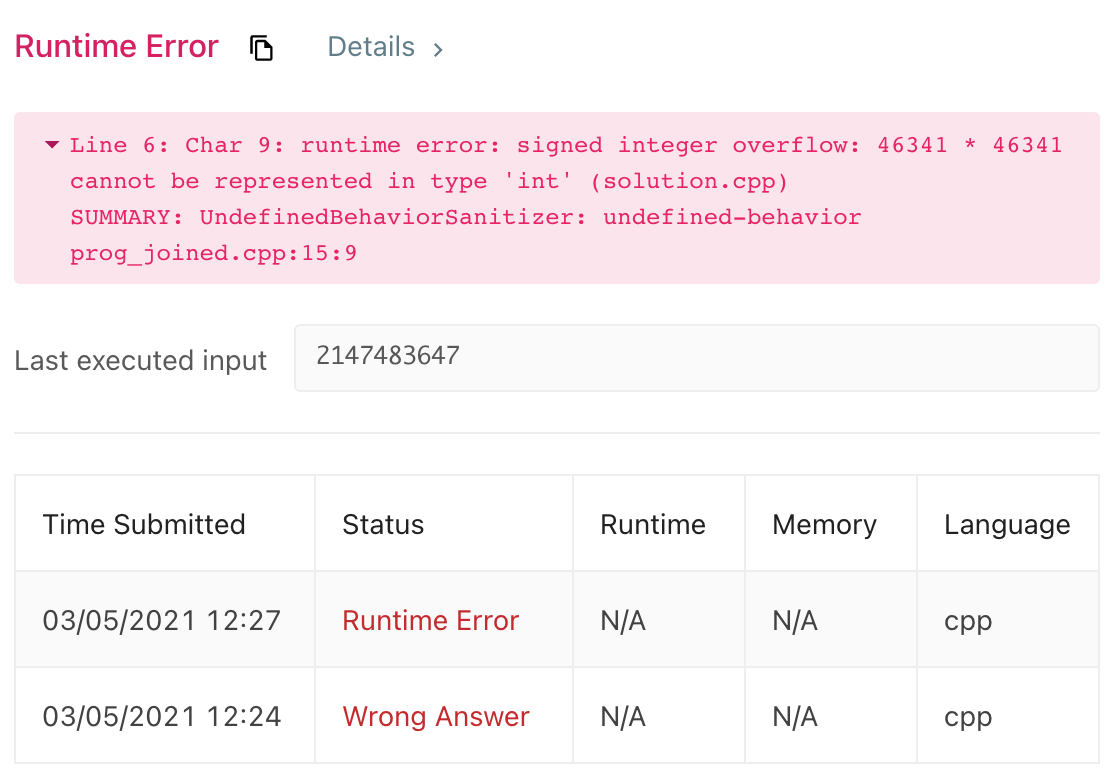 Runtime Error Details
Line 6: Char 9: runtime error: signed integer overflow: 46341 * 46341
cannot be represented in type 'int' (solution.cpp)
SUMMARY: UndefinedBehaviorSanitizer: undefined-behavior
prog_joined.cpp:15:9
Last executed input 2147483647
Time Submitted Status Runtime Memory Language
03/05/2021 12:27 Runtime Error N/A N/A cpp
03/05/2021 12:24 Wrong Answer N/A N/A cpp